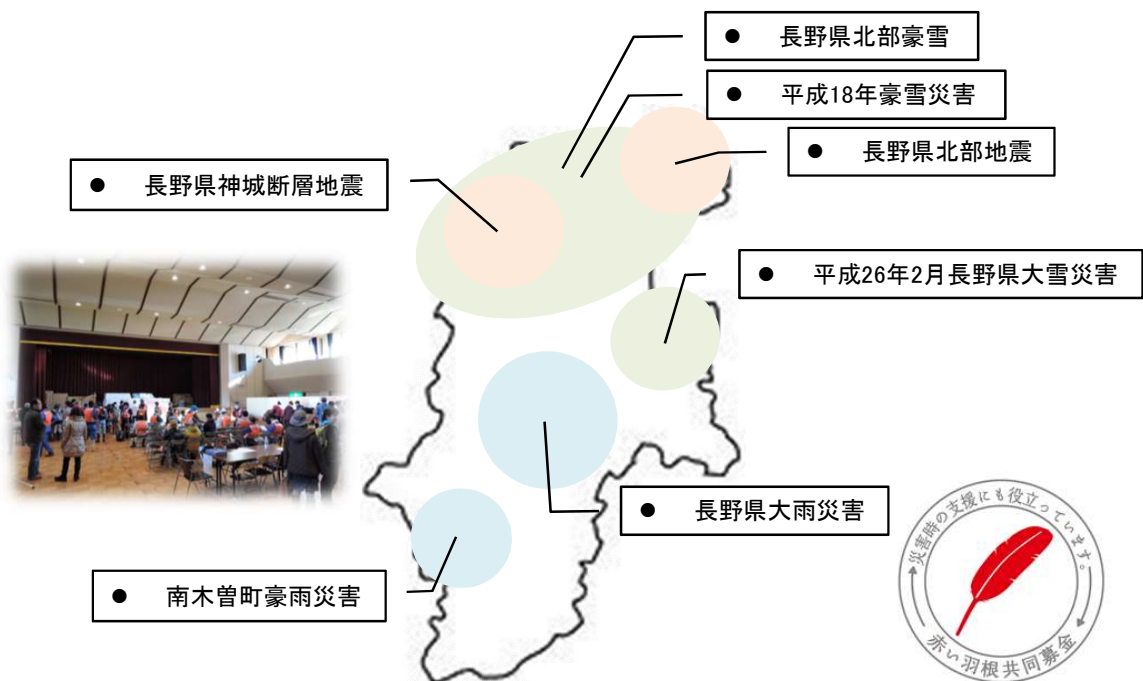 ● 長野県北部豪雪
● 平成18年豪雪災害
● 長野県北部地震
● 長野県神城断層地震
● 平成26年2月長野県大雪災害
● 長野県大雨災害
● 南木曽町豪雨災害
災害時の支援にも役立っています。
赤い羽根共同募金